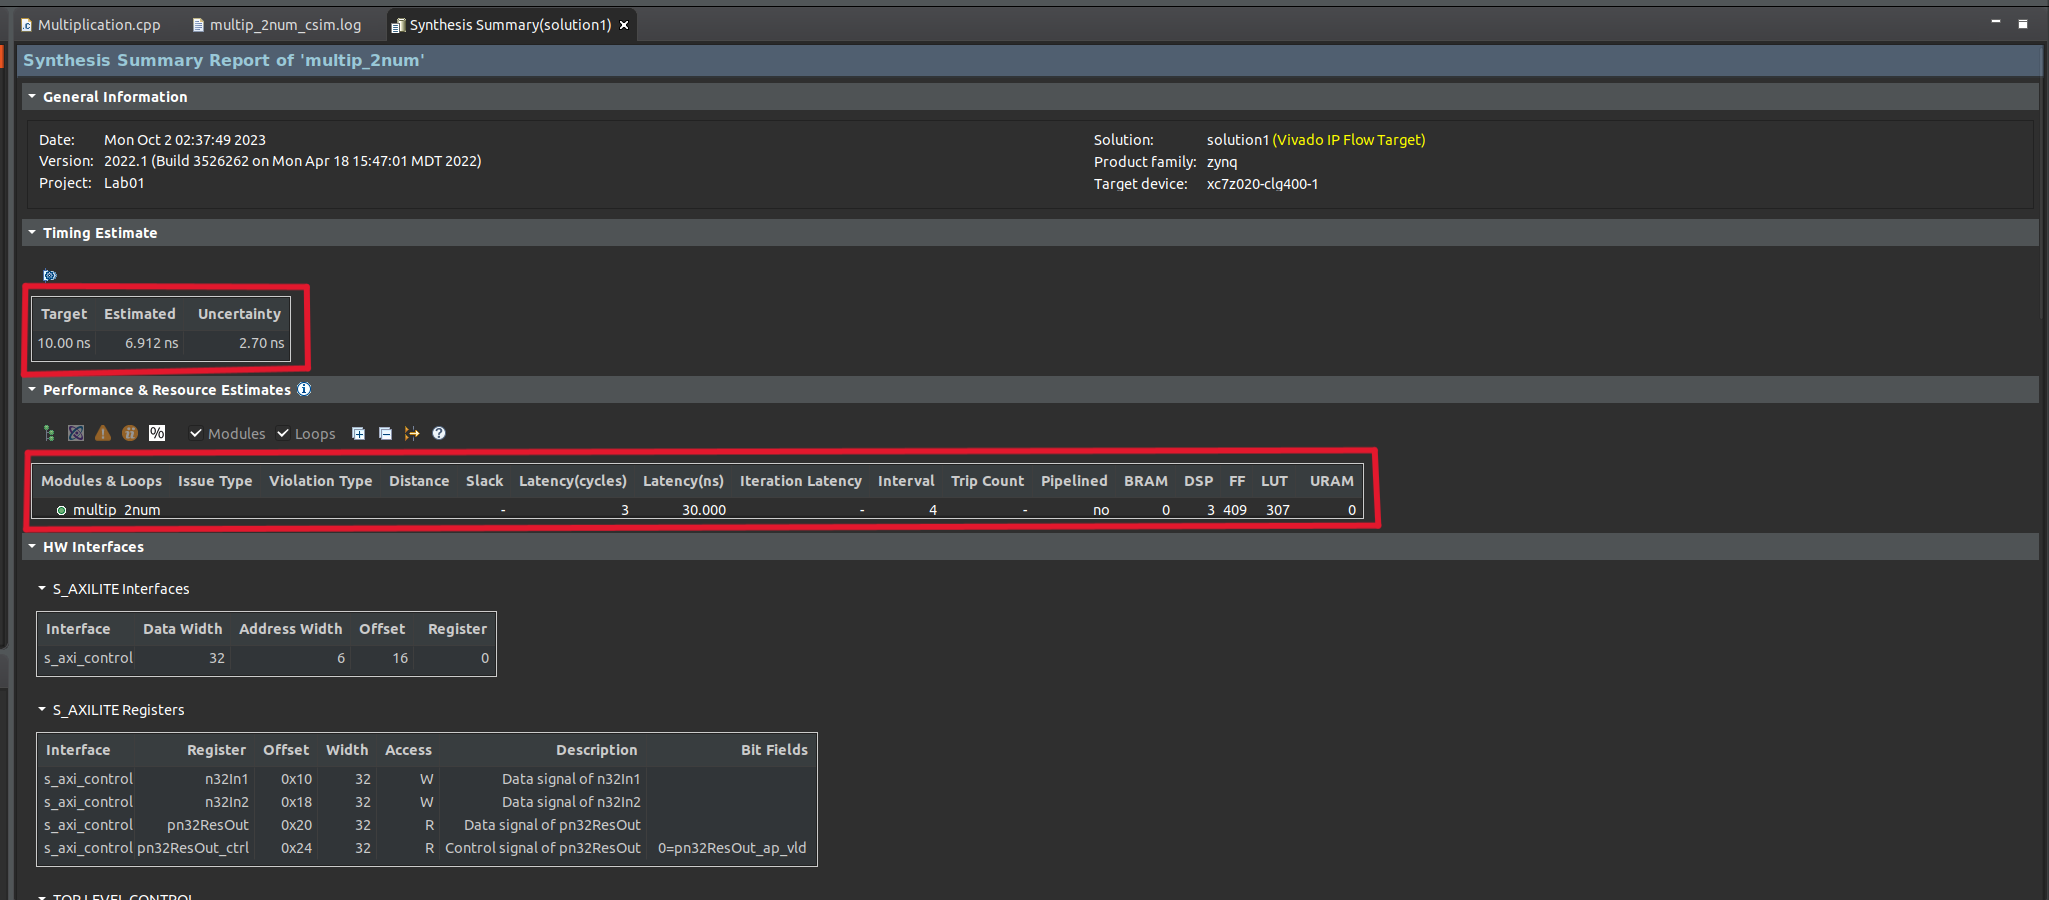 Multiplication.cpp multip_2num_csim.log Synthesis Summary(solution1)
Synthesis Summary Report of 'multip_2num'
General Information
Date: Mon Oct 2 02:37:49 2023
Version: 2022.1 (Build 3526262 on Mon Apr 18 15:47:01 MDT 2022)
Project: Lab01
Solution: solution1 (Vivado IP Flow Target)
Product family: zynq
Target device: xc7z020-clg400-1
Timing Estimate
Target Estimated Uncertainty
10.00 ns 6.912 ns 2.70 ns
Performance & Resource Estimates
% Modules Loops
Modules & Loops Issue Type Violation Type Distance Slack Latency(cycles) Latency(ns) Iteration Latency Interval Trip Count Pipelined BRAM DSP FF LUT URAM
multip_2num - 3 30.000 - 4 - no 0 3 409 307 0
HW Interfaces
S_AXILITE Interfaces
Interface Data Width Address Width Offset Register
s_axi_control 32 6 16 0
S_AXILITE Registers
Interface Register Offset Width Access Description Bit Fields
s_axi_control n32In1 0x10 32 W Data signal of n32In1
s_axi_control n32In2 0x18 32 W Data signal of n32In2
s_axi_control pn32ResOut 0x20 32 R Data signal of pn32ResOut
s_axi_control pn32ResOut_ctrl 0x24 32 R Control signal of pn32ResOut 0=pn32ResOut_ap_vld
TOP LEVEL CONTROL